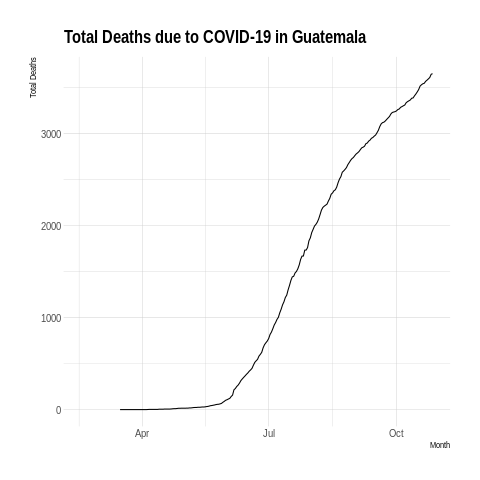 Total Deaths due to COVID-19 in Guatemala
Total Deaths
3000
2000
1000
0
Apr
Jul
Oct
Month